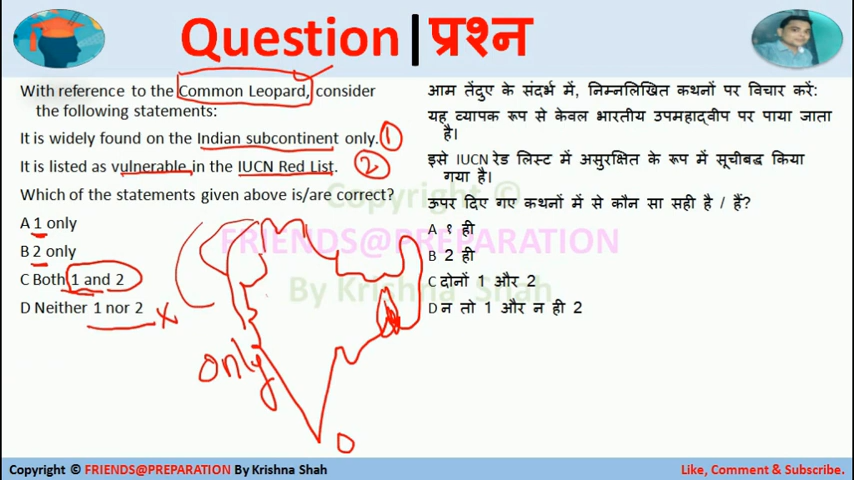 Question|प्रश्न
With reference to the Common Leopard, consider
the following statements:
It is widely found on the Indian subcontinent only. 1
It is listed as vulnerable in the IUCN Red List. 2
Which of the statements given above is/are correct?
A 1 only
B 2 only
C Both 1 and 2
D Neither 1 nor 2
only
आम तेंदुए के संदर्भ में, निम्नलिखित कथनों पर विचार करें:
यह व्यापक रूप से केवल भारतीय उपमहाद्वीप पर पाया जाता
है।
इसे IUCN रेड लिस्ट में असुरक्षित के रूप में सूचीबद्ध किया
गया है।
ऊपर दिए गए कथनों में से कौन सा सही है / हैं?
A १ ही
B 2 ही
C दोनों 1 और 2
D न तो 1 और न ही 2
Copyright ©
FRIENDS@PREPARATION
By Krishna Shah
Copyright © FRIENDS@PREPARATION By Krishna Shah
Like, Comment & Subscribe.